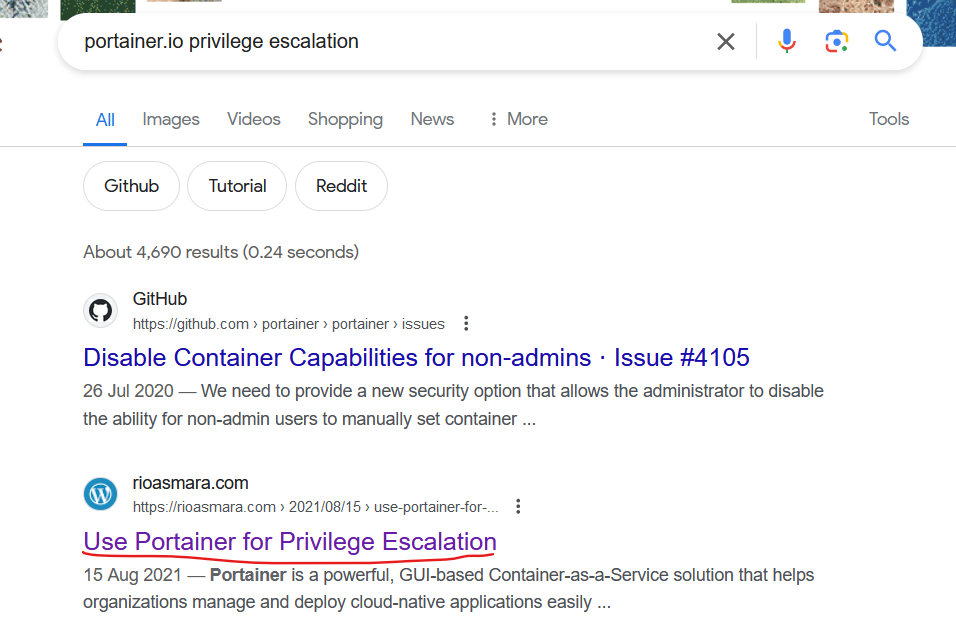 portainer.io privilege escalation
All Images Videos Shopping News More Tools
Github Tutorial Reddit
About 4,690 results (0.24 seconds)
GitHub
https://github.com › portainer › portainer › issues
Disable Container Capabilities for non-admins · Issue #4105
26 Jul 2020 — We need to provide a new security option that allows the administrator to disable
the ability for non-admin users to manually set container ...
rioasmara.com
https://rioasmara.com › 2021/08/15 › use-portainer-for-...
Use Portainer for Privilege Escalation
15 Aug 2021 — Portainer is a powerful, GUI-based Container-as-a-Service solution that helps
organizations manage and deploy cloud-native applications easily ...